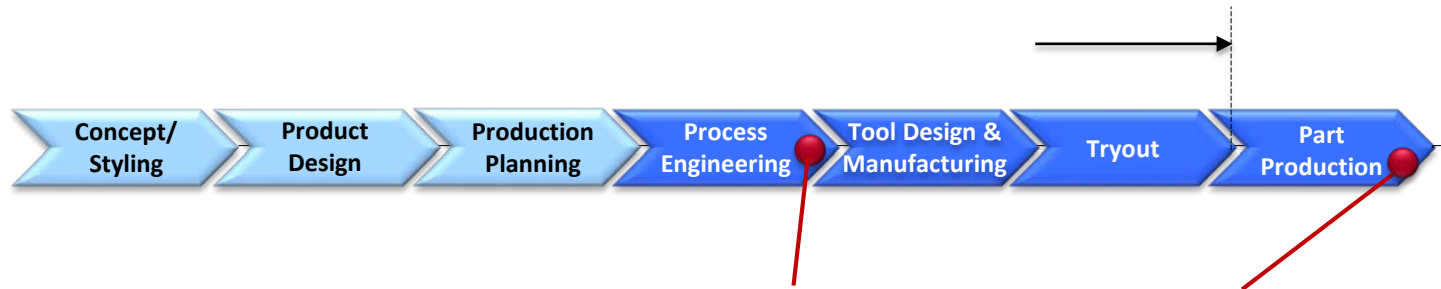 Concept/
Styling
Product
Design
Production
Planning
Process
Engineering
Tool Design &
Manufacturing
Tryout
Part
Production